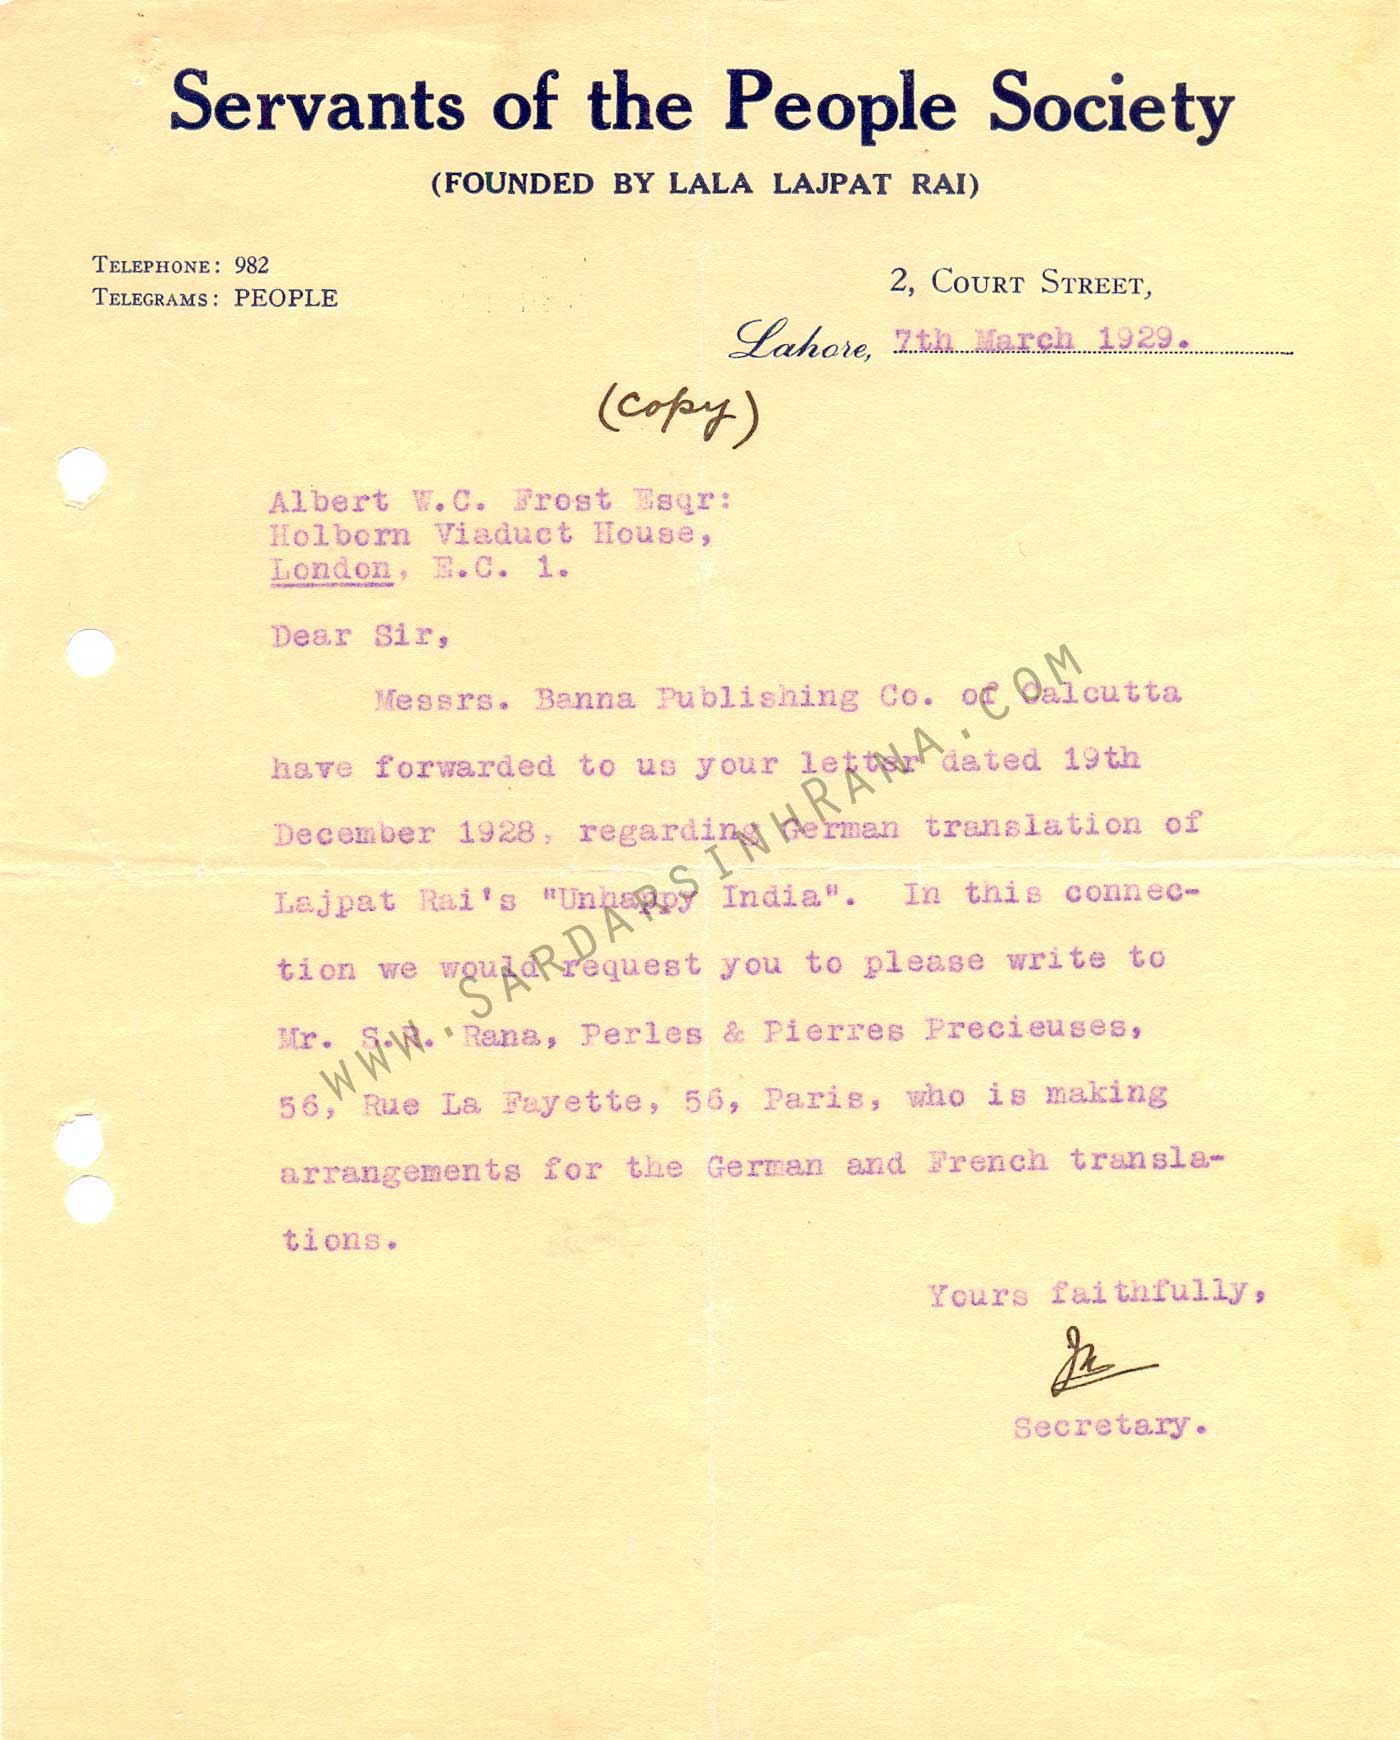 Servants of the People Society
(FOUNDED BY LALA LAJPAT RAI)
TELEPHONE: 982
TELEGRAMS: PEOPLE
2, COURT STREET,
Lahore, 7th March 1929.
(Copy)
Albert W.C. Frost Esqr:
Holborn Viaduct House,
London, E.C. 1.
Dear Sir,
Messrs. Banna Publishing Co. of Calcutta
have forwarded to us your letter dated 19th
December 1928, regarding German translation of
Lajpat Rai's "Unhappy India". In this connec-
tion we would request you to please write to
Mr. S.R. Rana, Perles & Pierres Precieuses,
56, Rue La Fayette, 56, Paris, who is making
arrangements for the German and French transla-
tions.
Yours faithfully,
Secretary.
WWW.SARDARSINHRANA.COM